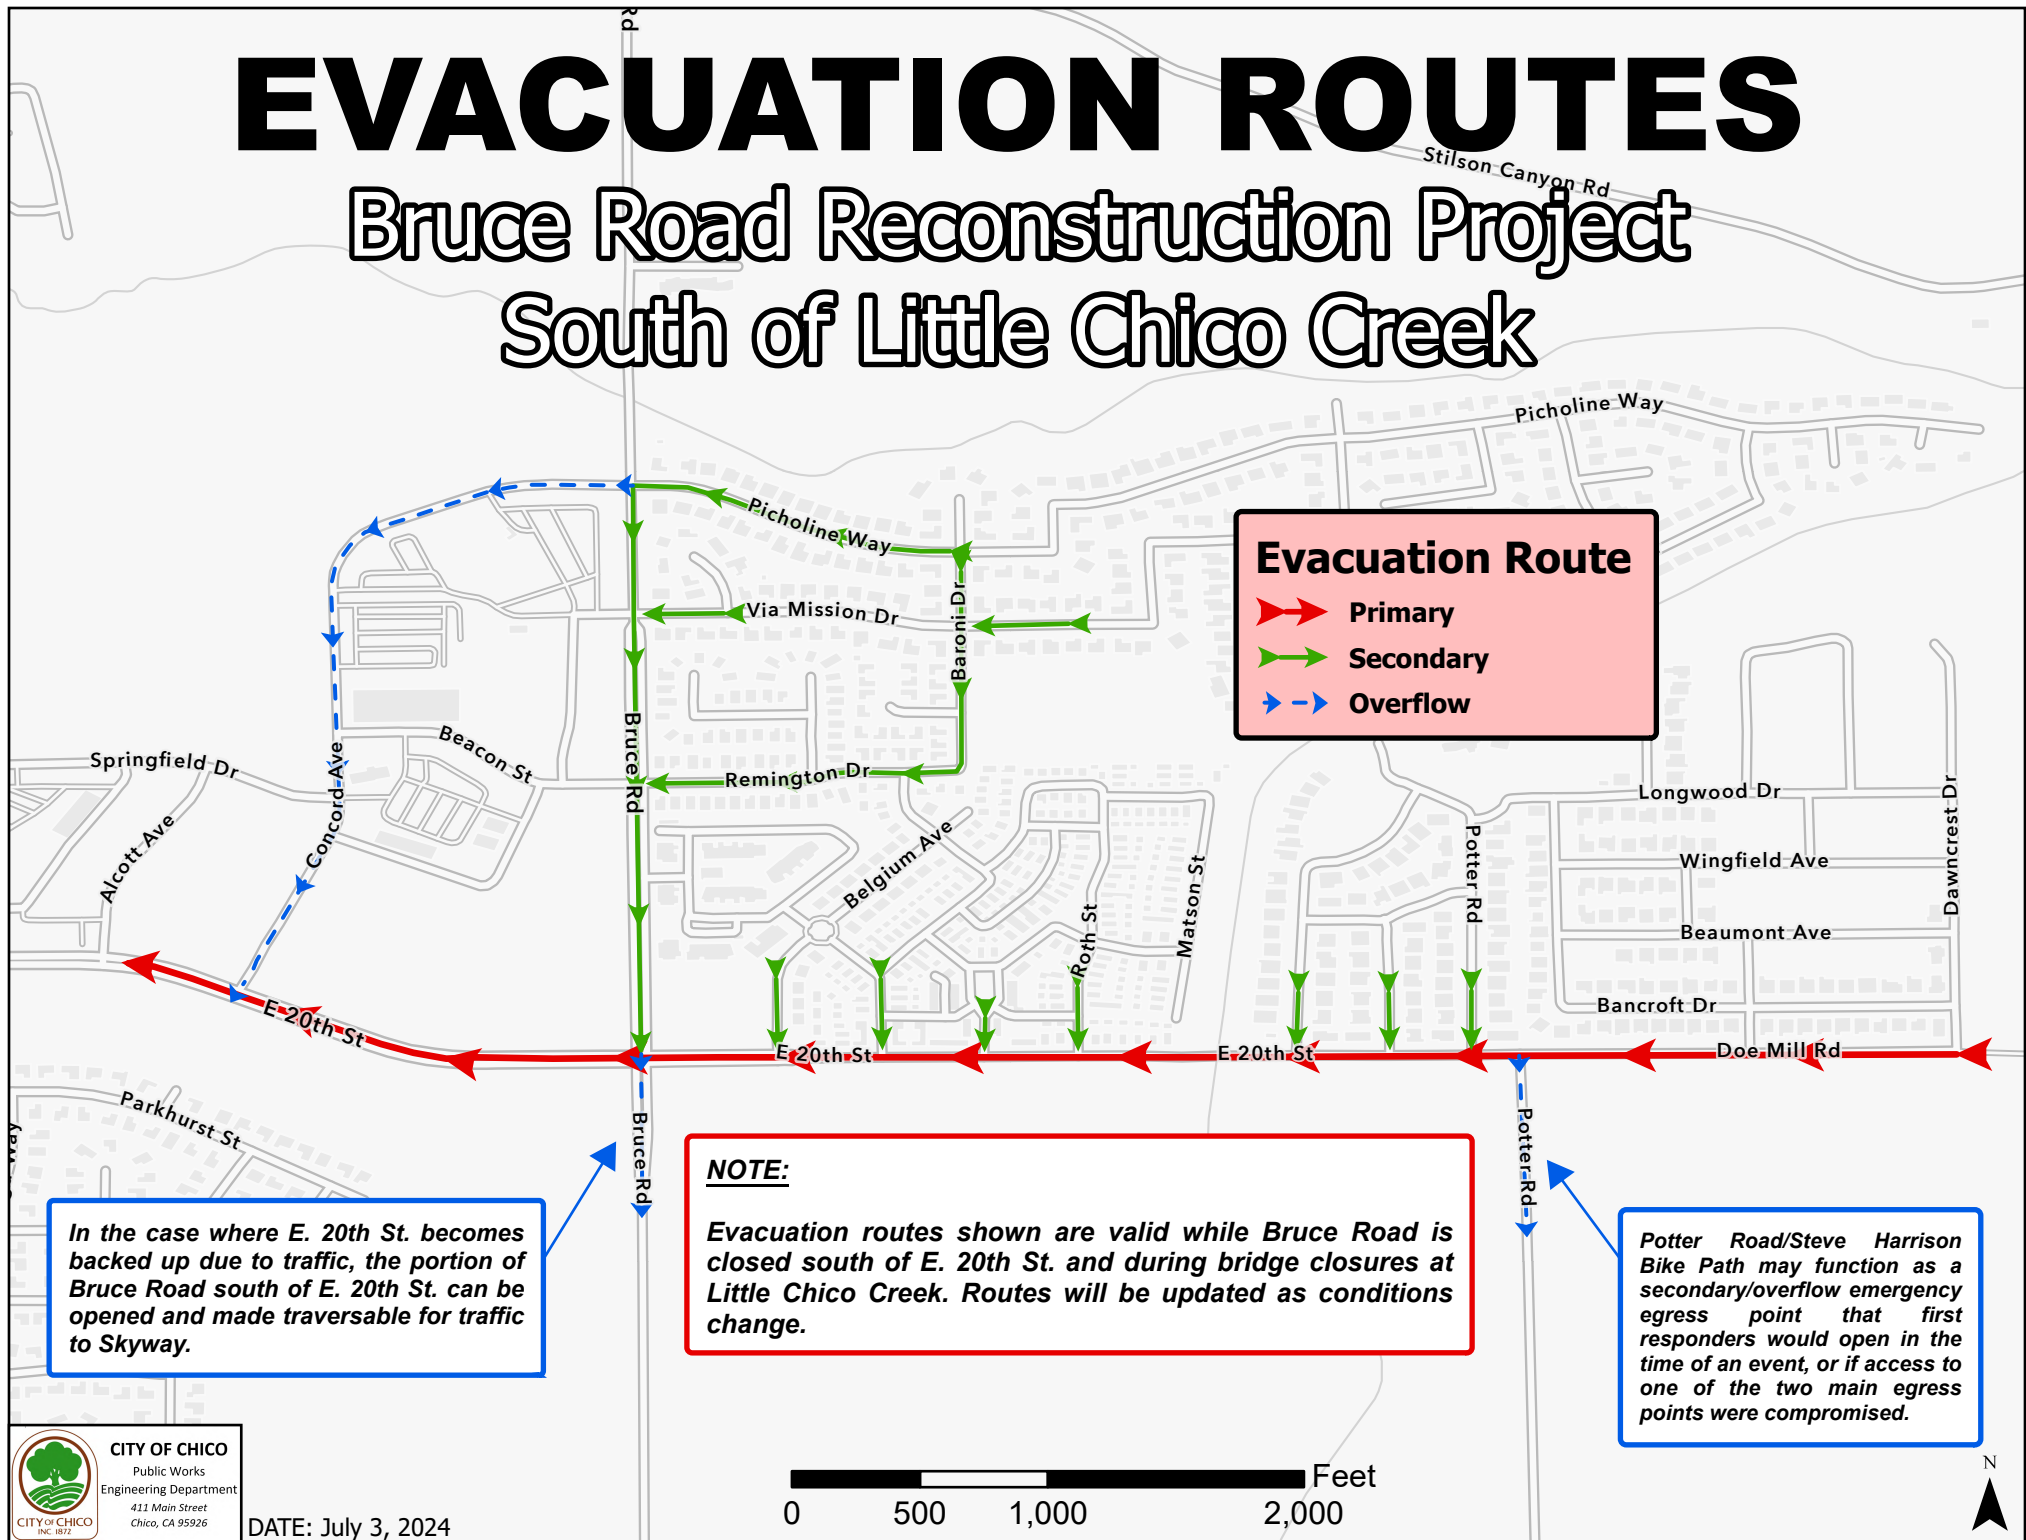 Rd
EVACUATION ROUTES
Stilson Canyon Rd
Bruce Road Reconstruction Project
South of Little Chico Creek
Picholine Way
Picholine Way
Evacuation Route
Primary
Secondary
Overflow
Via Mission Dr
Baroni Dr
Bruce Rd
Beacon St
Springfield Dr
Concord Ave
Remington Dr
Longwood Dr
Alcott Ave
Belgium Ave
Potter Rd
Wingfield Ave
Dawncrest Dr
Matson St
Roth St
Beaumont Ave
Bancroft Dr
E 20th St
E 20th St
E 20th St
Doe Mill Rd
Parkhurst St
Way
Bruce Rd
Potter Rd
In the case where E. 20th St. becomes
backed up due to traffic, the portion of
Bruce Road south of E. 20th St. can be
opened and made traversable for traffic
to Skyway.
NOTE:
Evacuation routes shown are valid while Bruce Road is
closed south of E. 20th St. and during bridge closures at
Little Chico Creek. Routes will be updated as conditions
change.
Potter Road/Steve Harrison
Bike Path may function as a
secondary/overflow emergency
egress point that first
responders would open in the
time of an event, or if access to
one of the two main egress
points were compromised.
CITY OF CHICO
Public Works
Engineering Department
411 Main Street
Chico, CA 95926
CITY OF CHICO
INC 1872
DATE: July 3, 2024
Feet
0 500 1,000 2,000
N